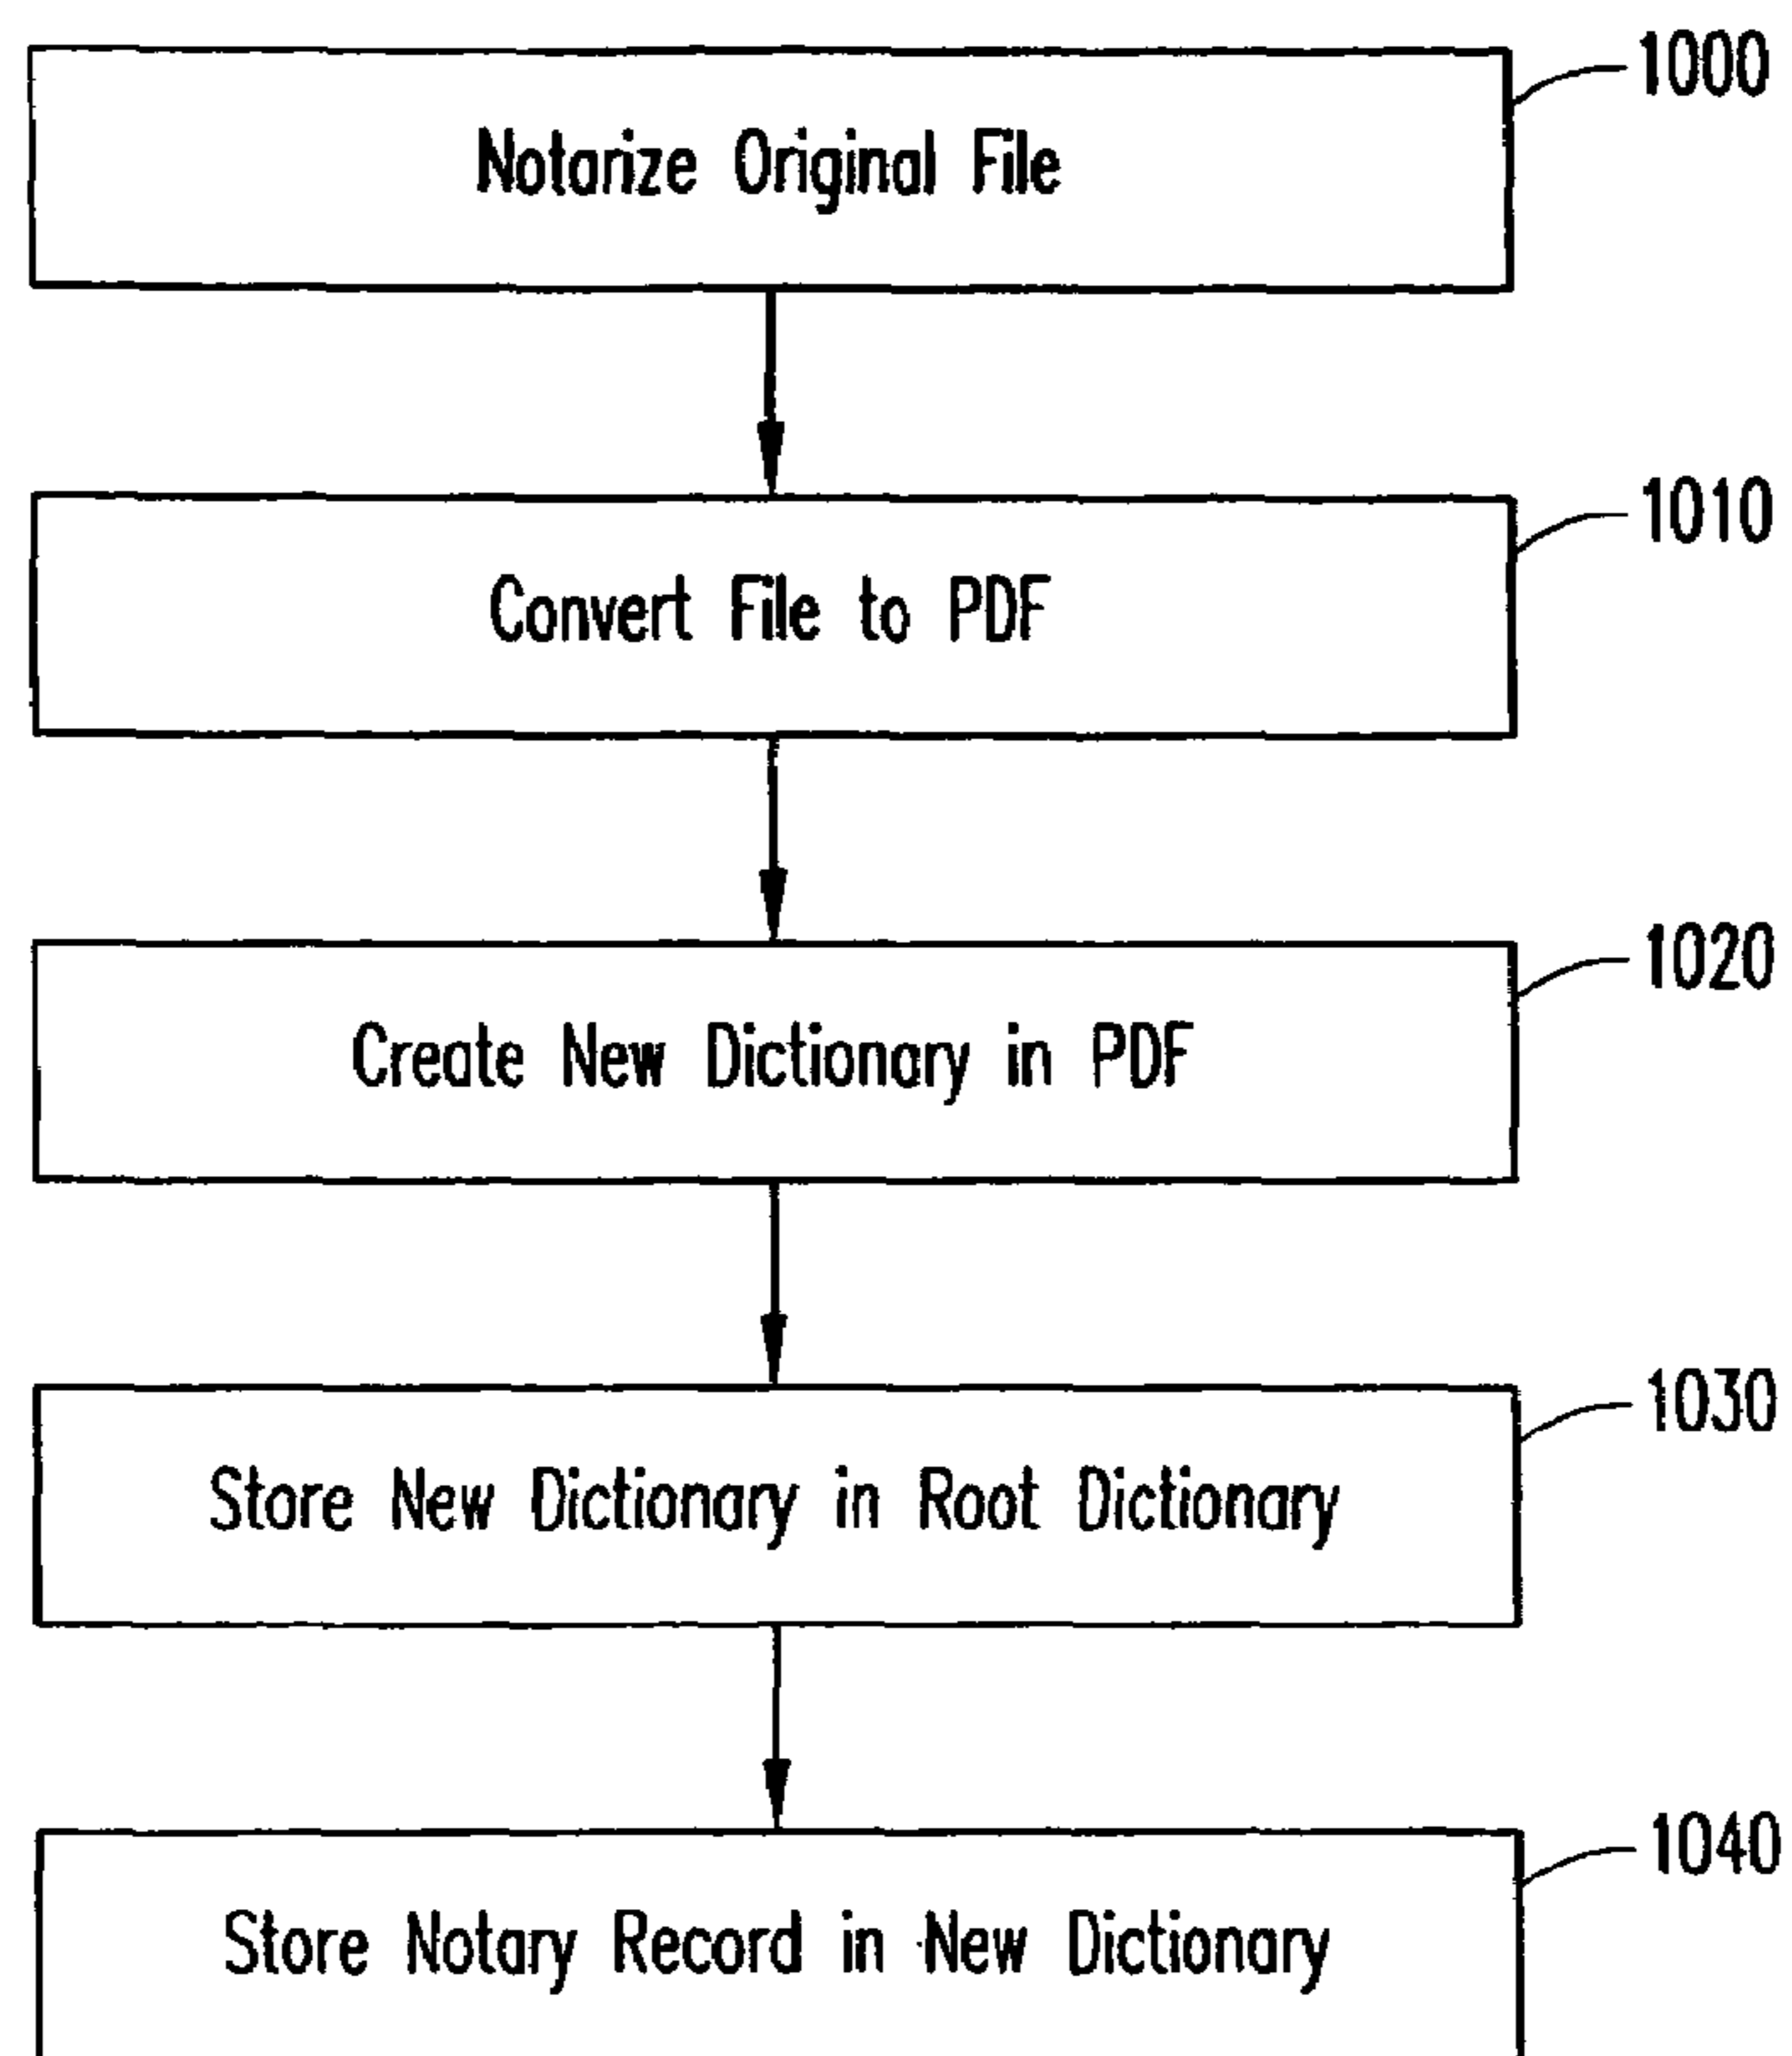 1000
Notarize Original File
1010
Convert File to PDF
1020
Create New Dictionary in PDF
1030
Store New Dictionary in Root Dictionary
1040
Store Notary Record in New Dictionary